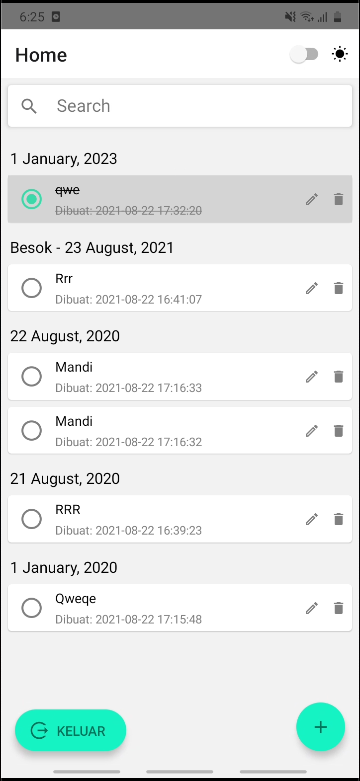 6:25
Home
Search
1 January, 2023
qwe
Dibuat: 2021-08-22 17:32:20
Besok - 23 August, 2021
Rrr
Dibuat: 2021-08-22 16:41:07
22 August, 2020
Mandi
Dibuat: 2021-08-22 17:16:33
Mandi
Dibuat: 2021-08-22 17:16:32
21 August, 2020
RRR
Dibuat: 2021-08-22 16:39:23
1 January, 2020
Qweqe
Dibuat: 2021-08-22 17:15:48
KELUAR